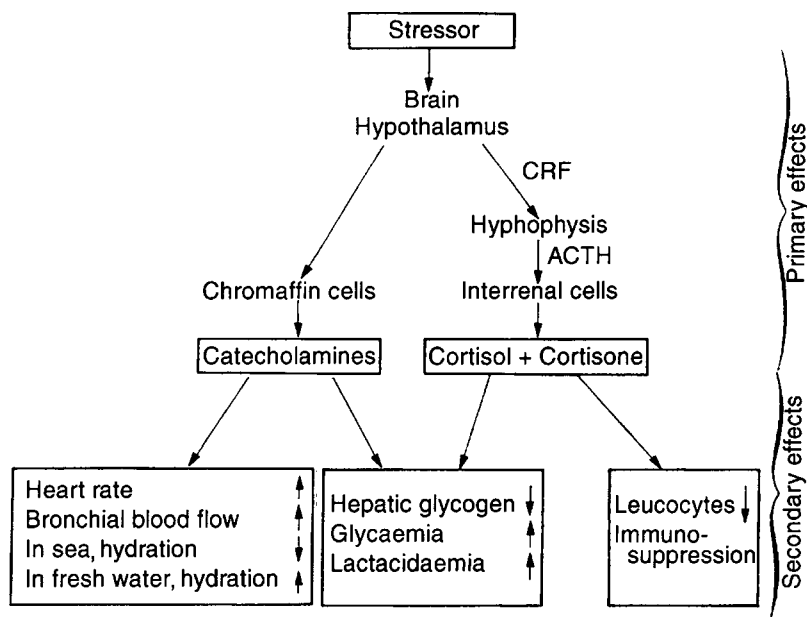 Stressor
Brain
Hypothalamus
CRF
Hyphophysis
ACTH
Chromaffin cells
Interrenal cells
Catecholamines
Cortisol + Cortisone
Primary effects
Heart rate ↑
Bronchial blood flow ↑
In sea, hydration ↓
In fresh water, hydration ↑
Hepatic glycogen ↓
Glycaemia ↑
Lactacidaemia ↑
Leucocytes ↓
Immuno-
suppression
Secondary effects